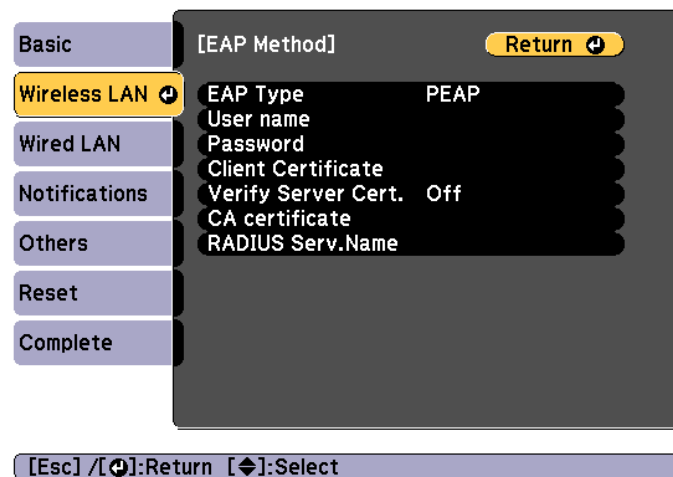 Basic
Wireless LAN
Wired LAN
Notifications
Others
Reset
Complete
[EAP Method]
Return
EAP Type PEAP
User name
Password
Client Certificate
Verify Server Cert. Off
CA certificate
RADIUS Serv.Name
[Esc] /[⏎]:Return [◆]:Select